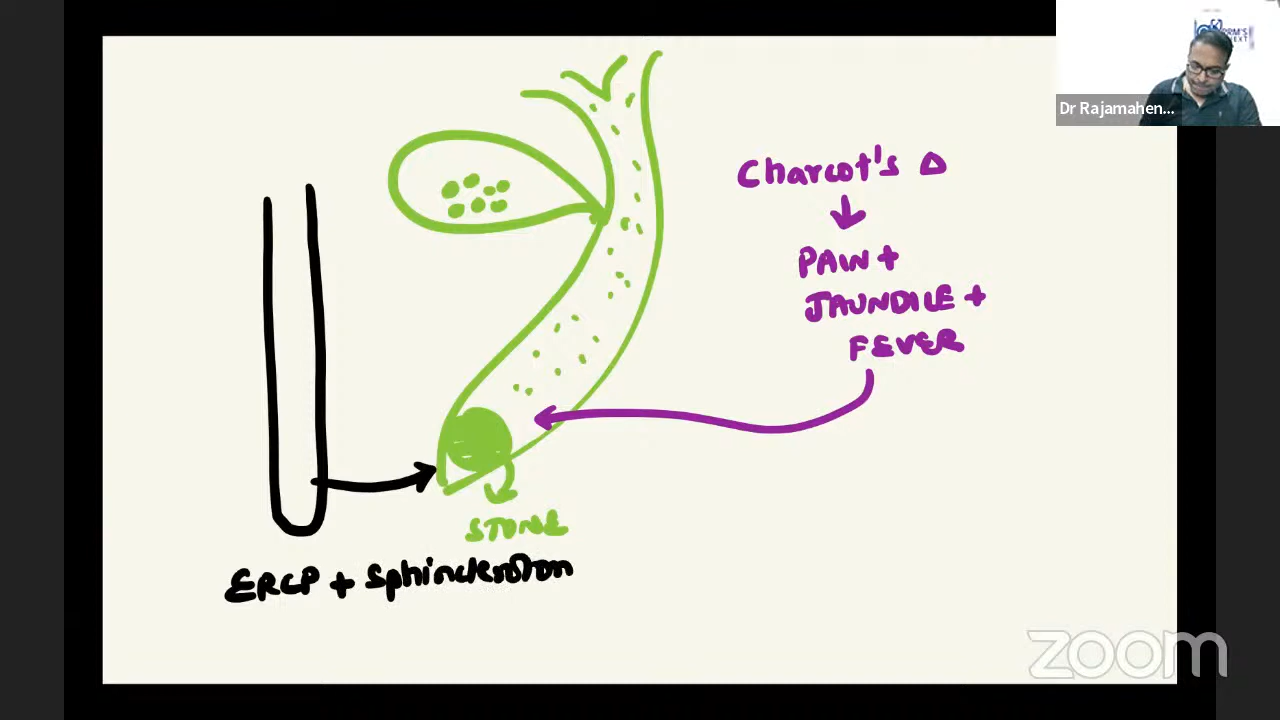 Dr Rajamahen...
Charcot's Δ
↓
PAIN +
JAUNDICE +
FEVER
STONE
ERCP + Sphincterotom
zoom